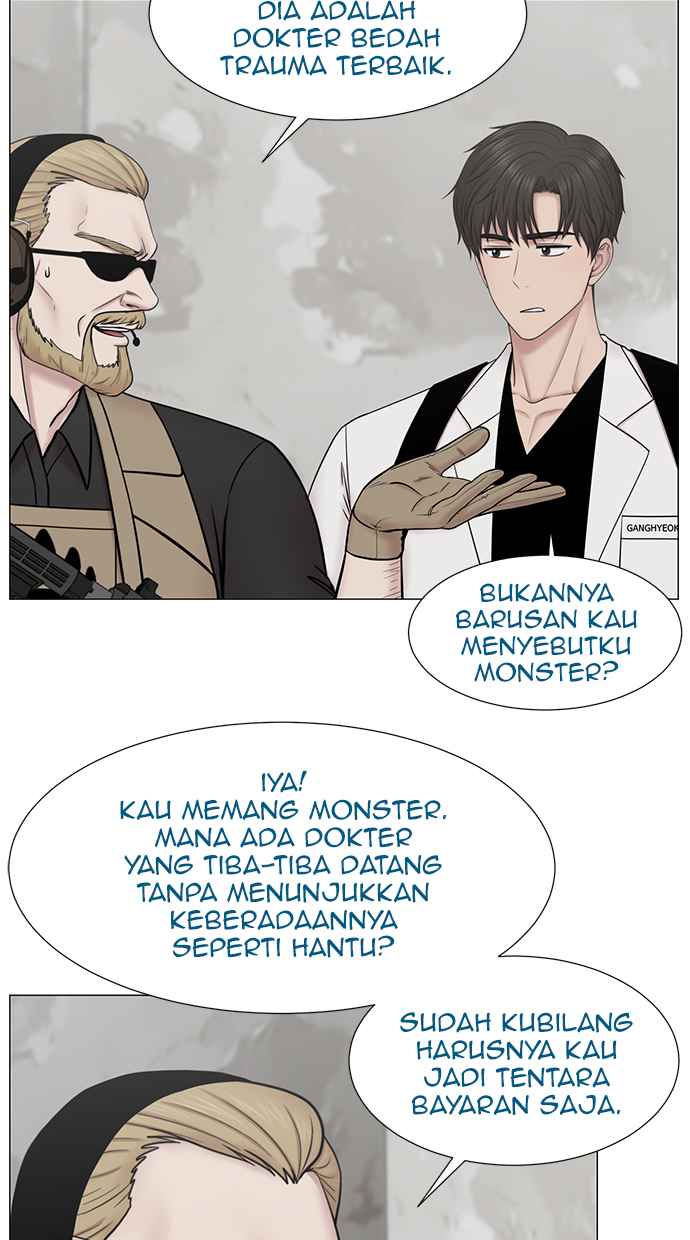 DIA ADALAH
DOKTER BEDAH
TRAUMA TERBAIK.
GANGHYEOK
BUKANNYA
BARUSAN KAU
MENYEBUTKU
MONSTER?
IYA!
KAU MEMANG MONSTER.
MANA ADA DOKTER
YANG TIBA-TIBA DATANG
TANPA MENUNJUKKAN
KEBERADAANNYA
SEPERTI HANTU?
SUDAH KUBILANG
HARUSNYA KAU
JADI TENTARA
BAYARAN SAJA.